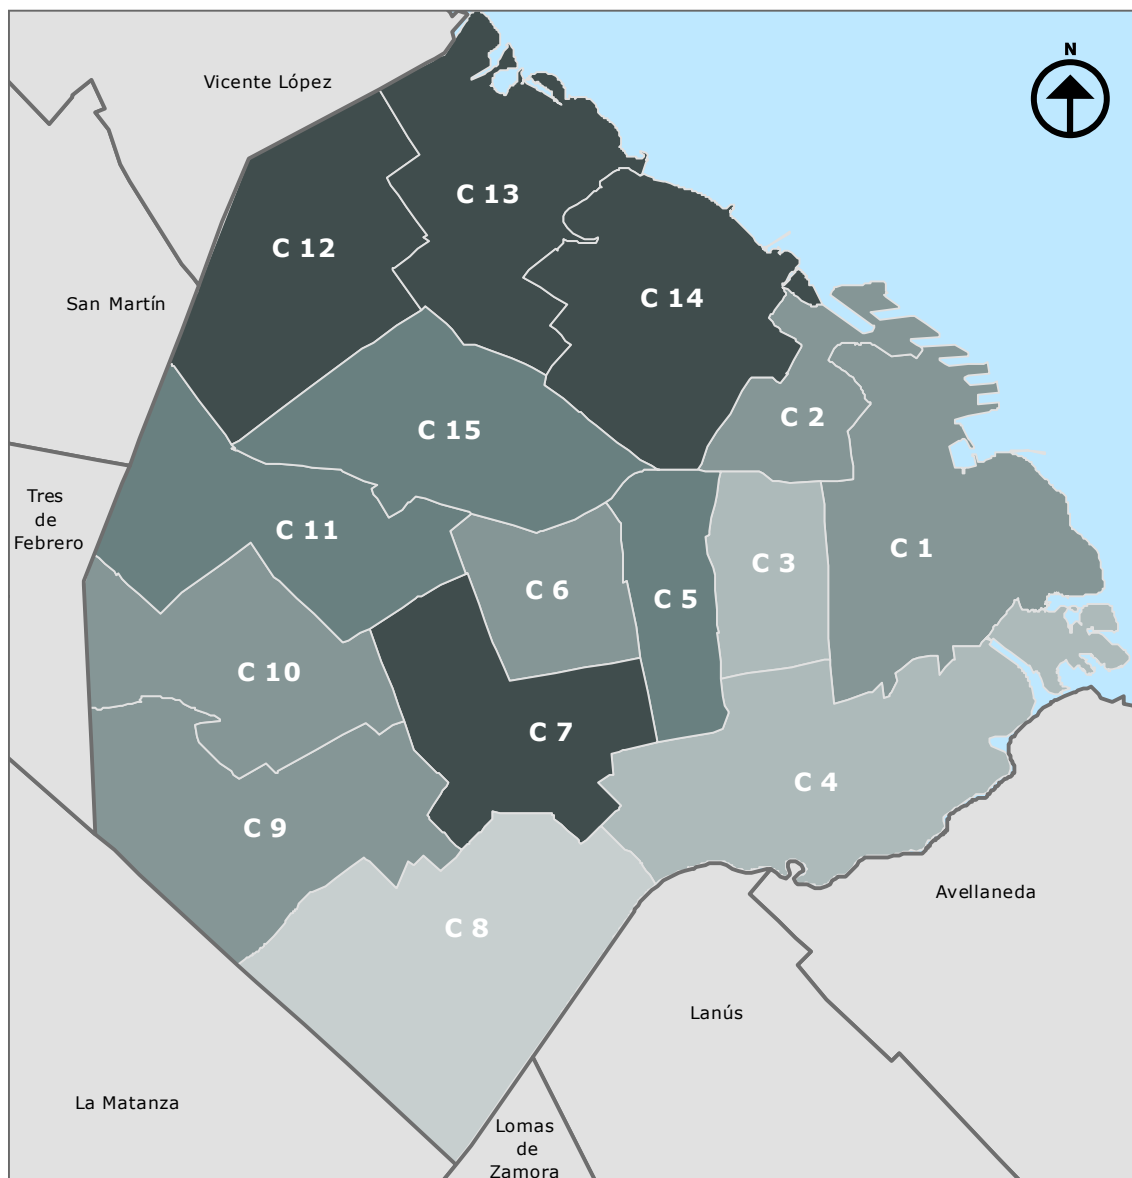 N
Vicente López
C 13
C 12
C 14
San Martín
C 2
C 15
Tres
de
Febrero
C 11
C 1
C 3
C 6
C 5
C 10
C 7
C 4
C 9
Avellaneda
C 8
Lanús
La Matanza
Lomas
de
Zamora